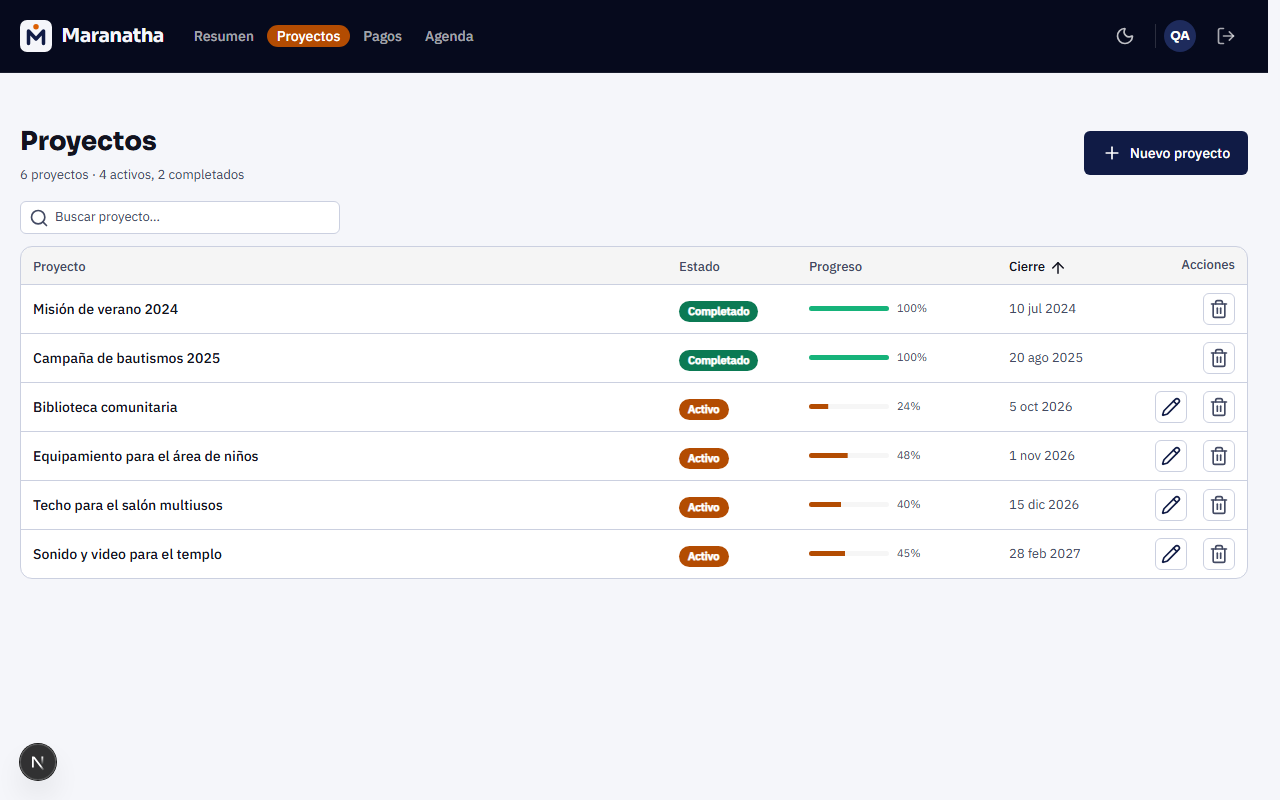 Maranatha Resumen Proyectos Pagos Agenda QA
Proyectos
6 proyectos · 4 activos, 2 completados
Nuevo proyecto
Buscar proyecto...
Proyecto Estado Progreso Cierre Acciones
Misión de verano 2024 Completado 100% 10 jul 2024
Campaña de bautismos 2025 Completado 100% 20 ago 2025
Biblioteca comunitaria Activo 24% 5 oct 2026
Equipamiento para el área de niños Activo 48% 1 nov 2026
Techo para el salón multiusos Activo 40% 15 dic 2026
Sonido y video para el templo Activo 45% 28 feb 2027
N